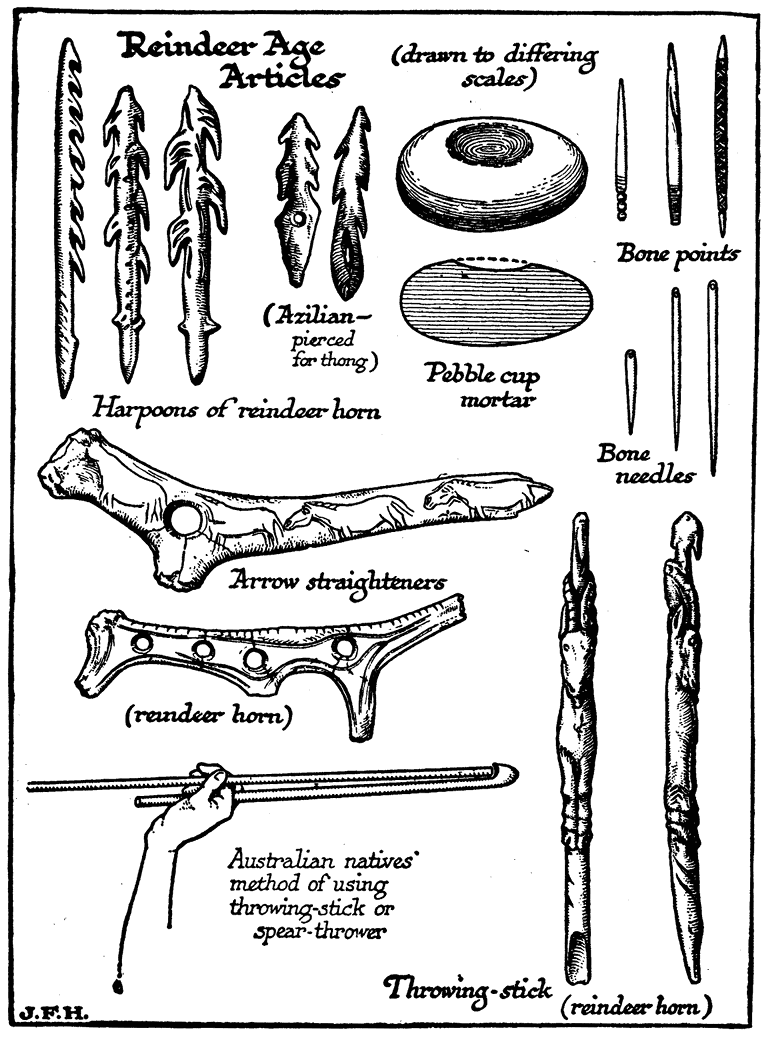 Reindeer Age
Articles
(drawn to differing
scales)
Bone points
(Azilian—
pierced
for thong)
Harpoons of reindeer horn
Pebble cup
mortar
Bone
needles
Arrow straighteners
(reindeer horn)
Australian natives'
method of using
throwing-stick or
spear-thrower
Throwing-stick (reindeer horn)
J.F.H.